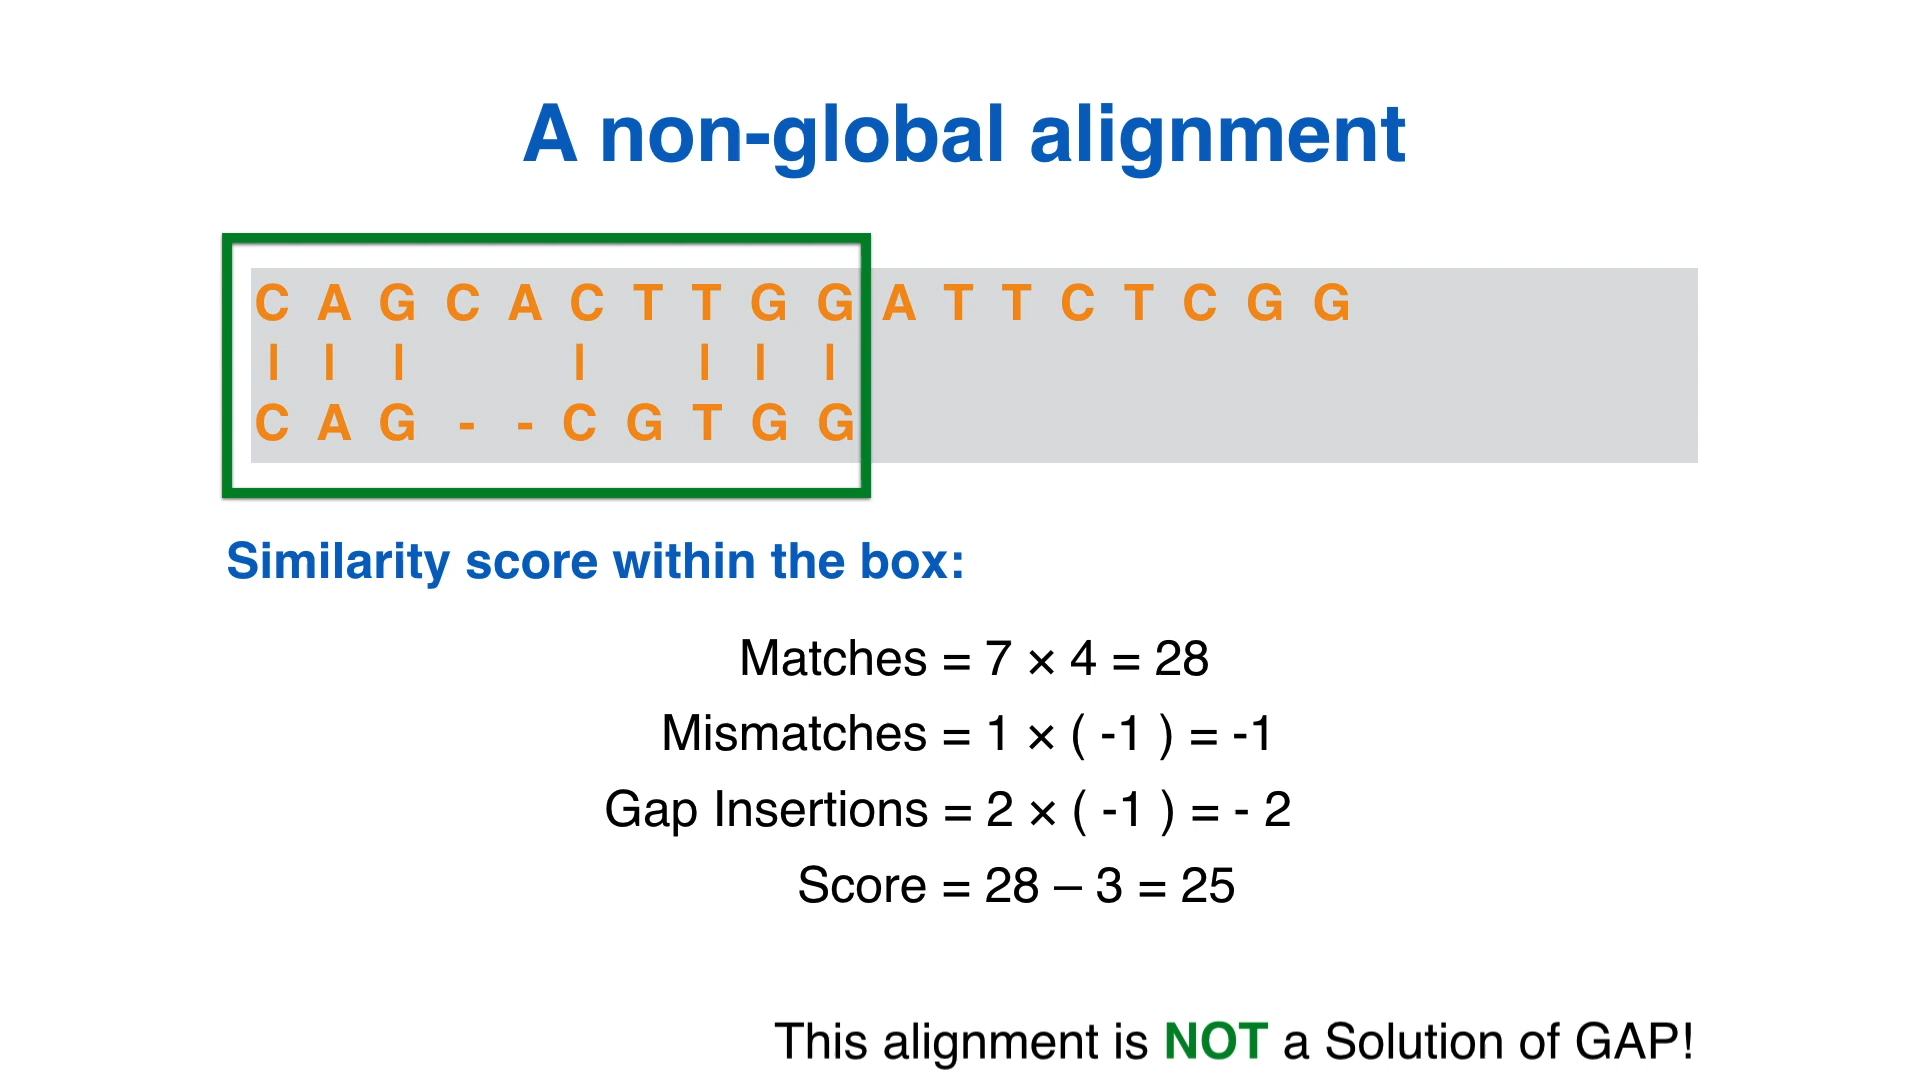 A non-global alignment
C A G C A C T T G G A T T C T C G G
| | | | | | |
C A G - - C G T G G
Similarity score within the box:
Matches = 7 × 4 = 28
Mismatches = 1 × ( -1 ) = -1
Gap Insertions = 2 × ( -1 ) = - 2
Score = 28 – 3 = 25
This alignment is NOT a Solution of GAP!